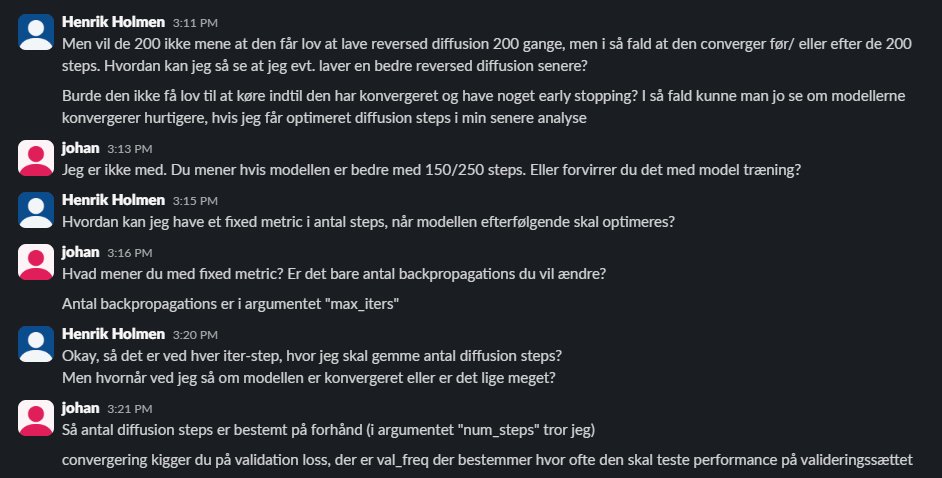 Henrik Holmen 3:11 PM
Men vil de 200 ikke mene at den får lov at lave reversed diffusion 200 gange, men i så fald at den converger før/ eller efter de 200
steps. Hvordan kan jeg så se at jeg evt. laver en bedre reversed diffusion senere?
Burde den ikke få lov til at køre indtil den har konvergeret og have noget early stopping? I så fald kunne man jo se om modellerne
konvergerer hurtigere, hvis jeg får optimeret diffusion steps i min senere analyse
johan 3:13 PM
Jeg er ikke med. Du mener hvis modellen er bedre med 150/250 steps. Eller forvirrer du det med model træning?
Henrik Holmen 3:15 PM
Hvordan kan jeg have et fixed metric i antal steps, når modellen efterfølgende skal optimeres?
johan 3:16 PM
Hvad mener du med fixed metric? Er det bare antal backpropagations du vil ændre?
Antal backpropagations er i argumentet "max_iters"
Henrik Holmen 3:20 PM
Okay, så det er ved hver iter-step, hvor jeg skal gemme antal diffusion steps?
Men hvornår ved jeg så om modellen er konvergeret eller er det lige meget?
johan 3:21 PM
Så antal diffusion steps er bestemt på forhånd (i argumentet "num_steps" tror jeg)
convergering kigger du på validation loss, der er val_freq der bestemmer hvor ofte den skal teste performance på valideringssættet